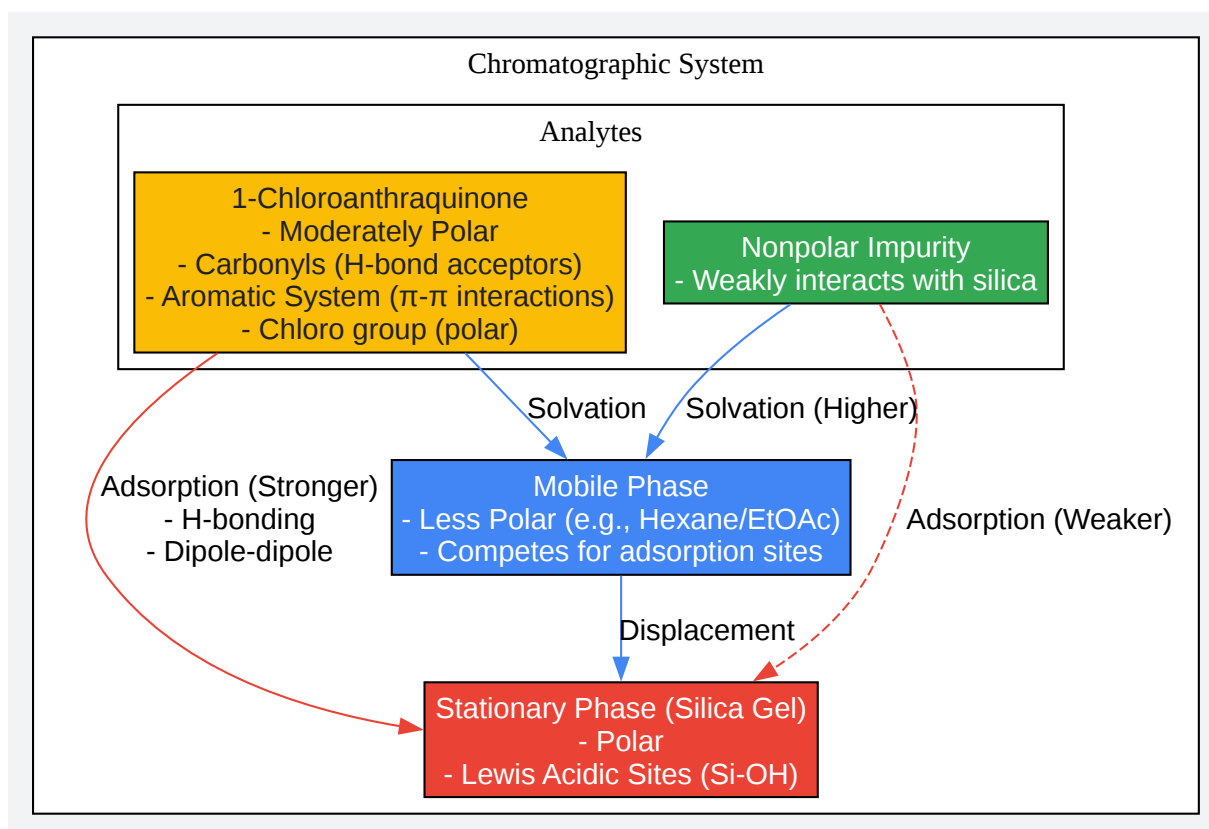 Chromatographic System
Analytes
1-Chloroanthraquinone
- Moderately Polar
- Carbonyls (H-bond acceptors)
- Aromatic System (π-π interactions)
- Chloro group (polar)
Nonpolar Impurity
- Weakly interacts with silica
Solvation
Solvation (Higher)
Adsorption (Stronger)
- H-bonding
- Dipole-dipole
Mobile Phase
- Less Polar (e.g., Hexane/EtOAc)
- Competes for adsorption sites
Adsorption (Weaker)
Displacement
Stationary Phase (Silica Gel)
- Polar
- Lewis Acidic Sites (Si-OH)